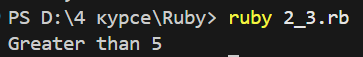 PS D:\4 курсе\Ruby> ruby 2_3.rb
Greater than 5